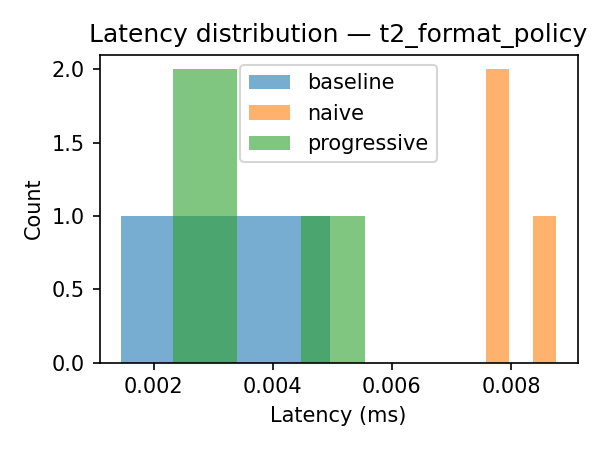 Latency distribution — t2_format_policy
2.0
1.5
1.0
0.5
0.0
Count
baseline
naive
progressive
0.002
0.004
0.006
0.008
Latency (ms)